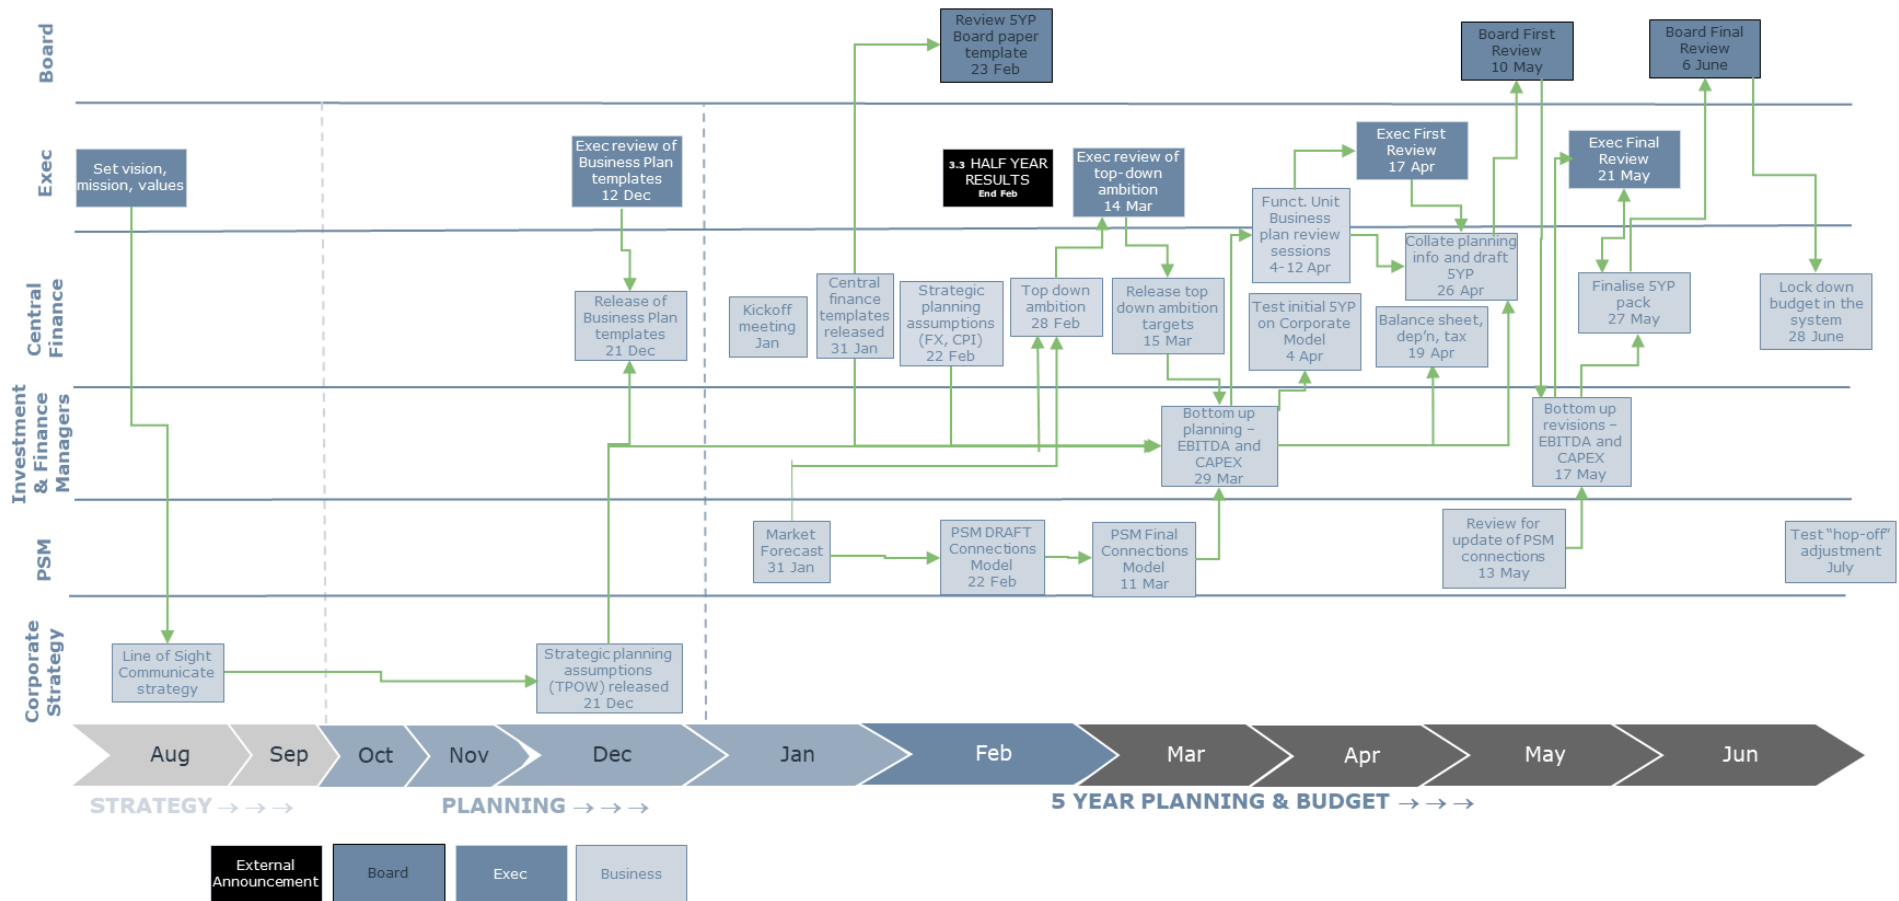 Board
Review 5YP
Board paper
template
23 Feb
Board First
Review
10 May
Board Final
Review
6 June
Exec
Set vision,
mission, values
Exec review of
Business Plan
templates
12 Dec
3.3 HALF YEAR
RESULTS
End Feb
Exec review of
top-down
ambition
14 Mar
Funct. Unit
Business
plan review
sessions
4-12 Apr
Exec First
Review
17 Apr
Exec Final
Review
21 May
Central
Finance
Release of
Business Plan
templates
21 Dec
Kickoff
meeting
Jan
Central
finance
templates
released
31 Jan
Strategic
planning
assumptions
(FX, CPI)
22 Feb
Top down
ambition
28 Feb
Release top
down ambition
targets
15 Mar
Test initial 5YP
on Corporate
Model
4 Apr
Collate planning
info and draft
5YP
26 Apr
Balance sheet,
dep'n, tax
19 Apr
Finalise 5YP
pack
27 May
Lock down
budget in the
system
28 June
Investment
& Finance
Managers
Bottom up
planning –
EBITDA and
CAPEX
29 Mar
Bottom up
revisions –
EBITDA and
CAPEX
17 May
PSM
Market
Forecast
31 Jan
PSM DRAFT
Connections
Model
22 Feb
PSM Final
Connections
Model
11 Mar
Review for
update of PSM
connections
13 May
Test “hop-off”
adjustment
July
Corporate
Strategy
Line of Sight
Communicate
strategy
Strategic planning
assumptions
(TPOW) released
21 Dec
Aug
Sep
Oct
Nov
Dec
Jan
Feb
Mar
Apr
May
Jun
STRATEGY → → →
PLANNING → → →
5 YEAR PLANNING & BUDGET → → →
External
Announcement
Board
Exec
Business